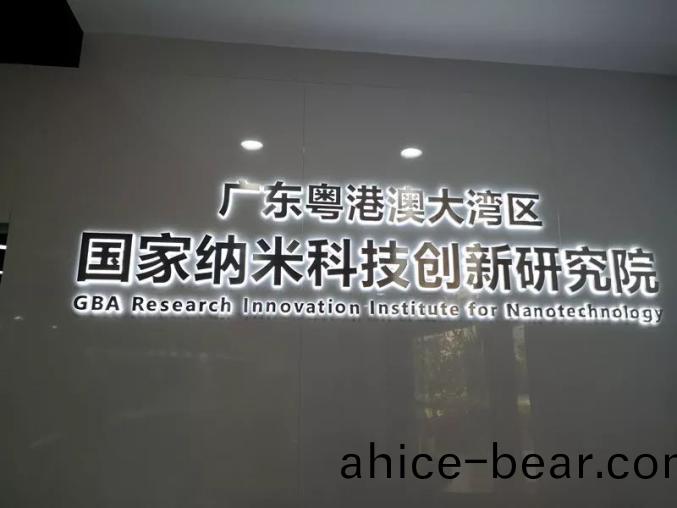 广东粤港澳大湾区
国家纳米科技创新研究院
GBA Research Innovation Institute for Nanotechnology
ahice-bear.com